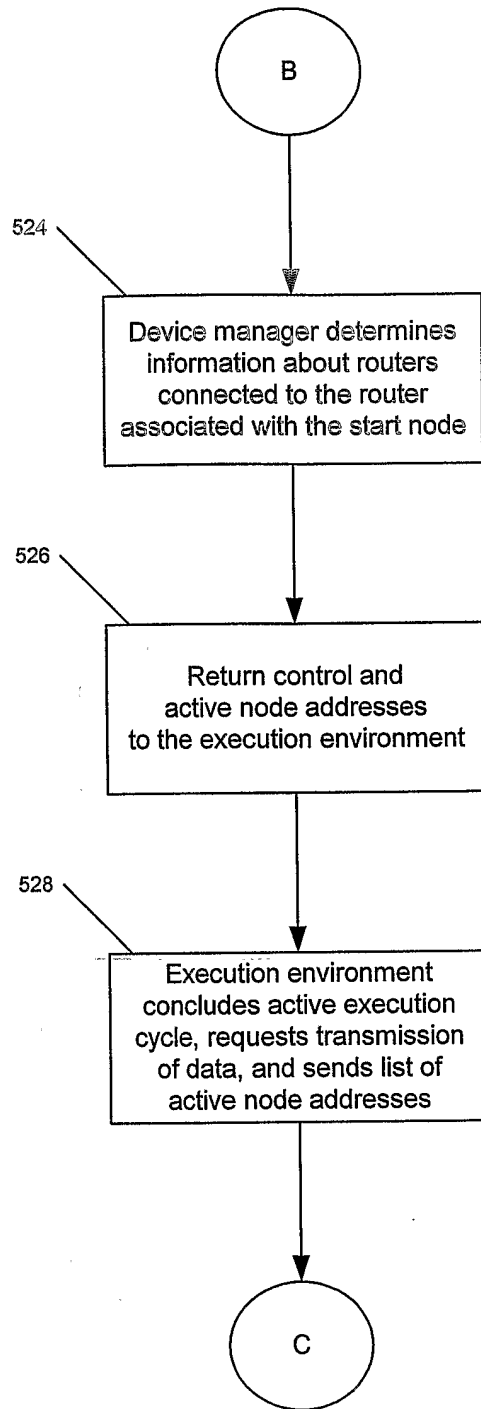 B
524
Device manager determines
information about routers
connected to the router
associated with the start node
526
Return control and
active node addresses
to the execution environment
528
Execution environment
concludes active execution
cycle, requests transmission
of data, and sends list of
active node addresses
C